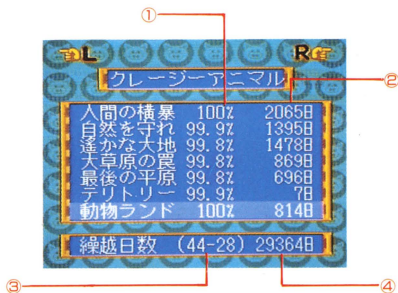 ①
L R
クレージーアニマル
②
人間の横暴 100% 2065日
自然を守れ 99.9% 1395日
遥かな大地 99.8% 1478日
大草原の罠 99.8% 869日
最後の平原 99.8% 696日
テリトリー 99.9% 7日
動物ランド 100% 814日
繰越日数 (44-28) 29364日
③ ④